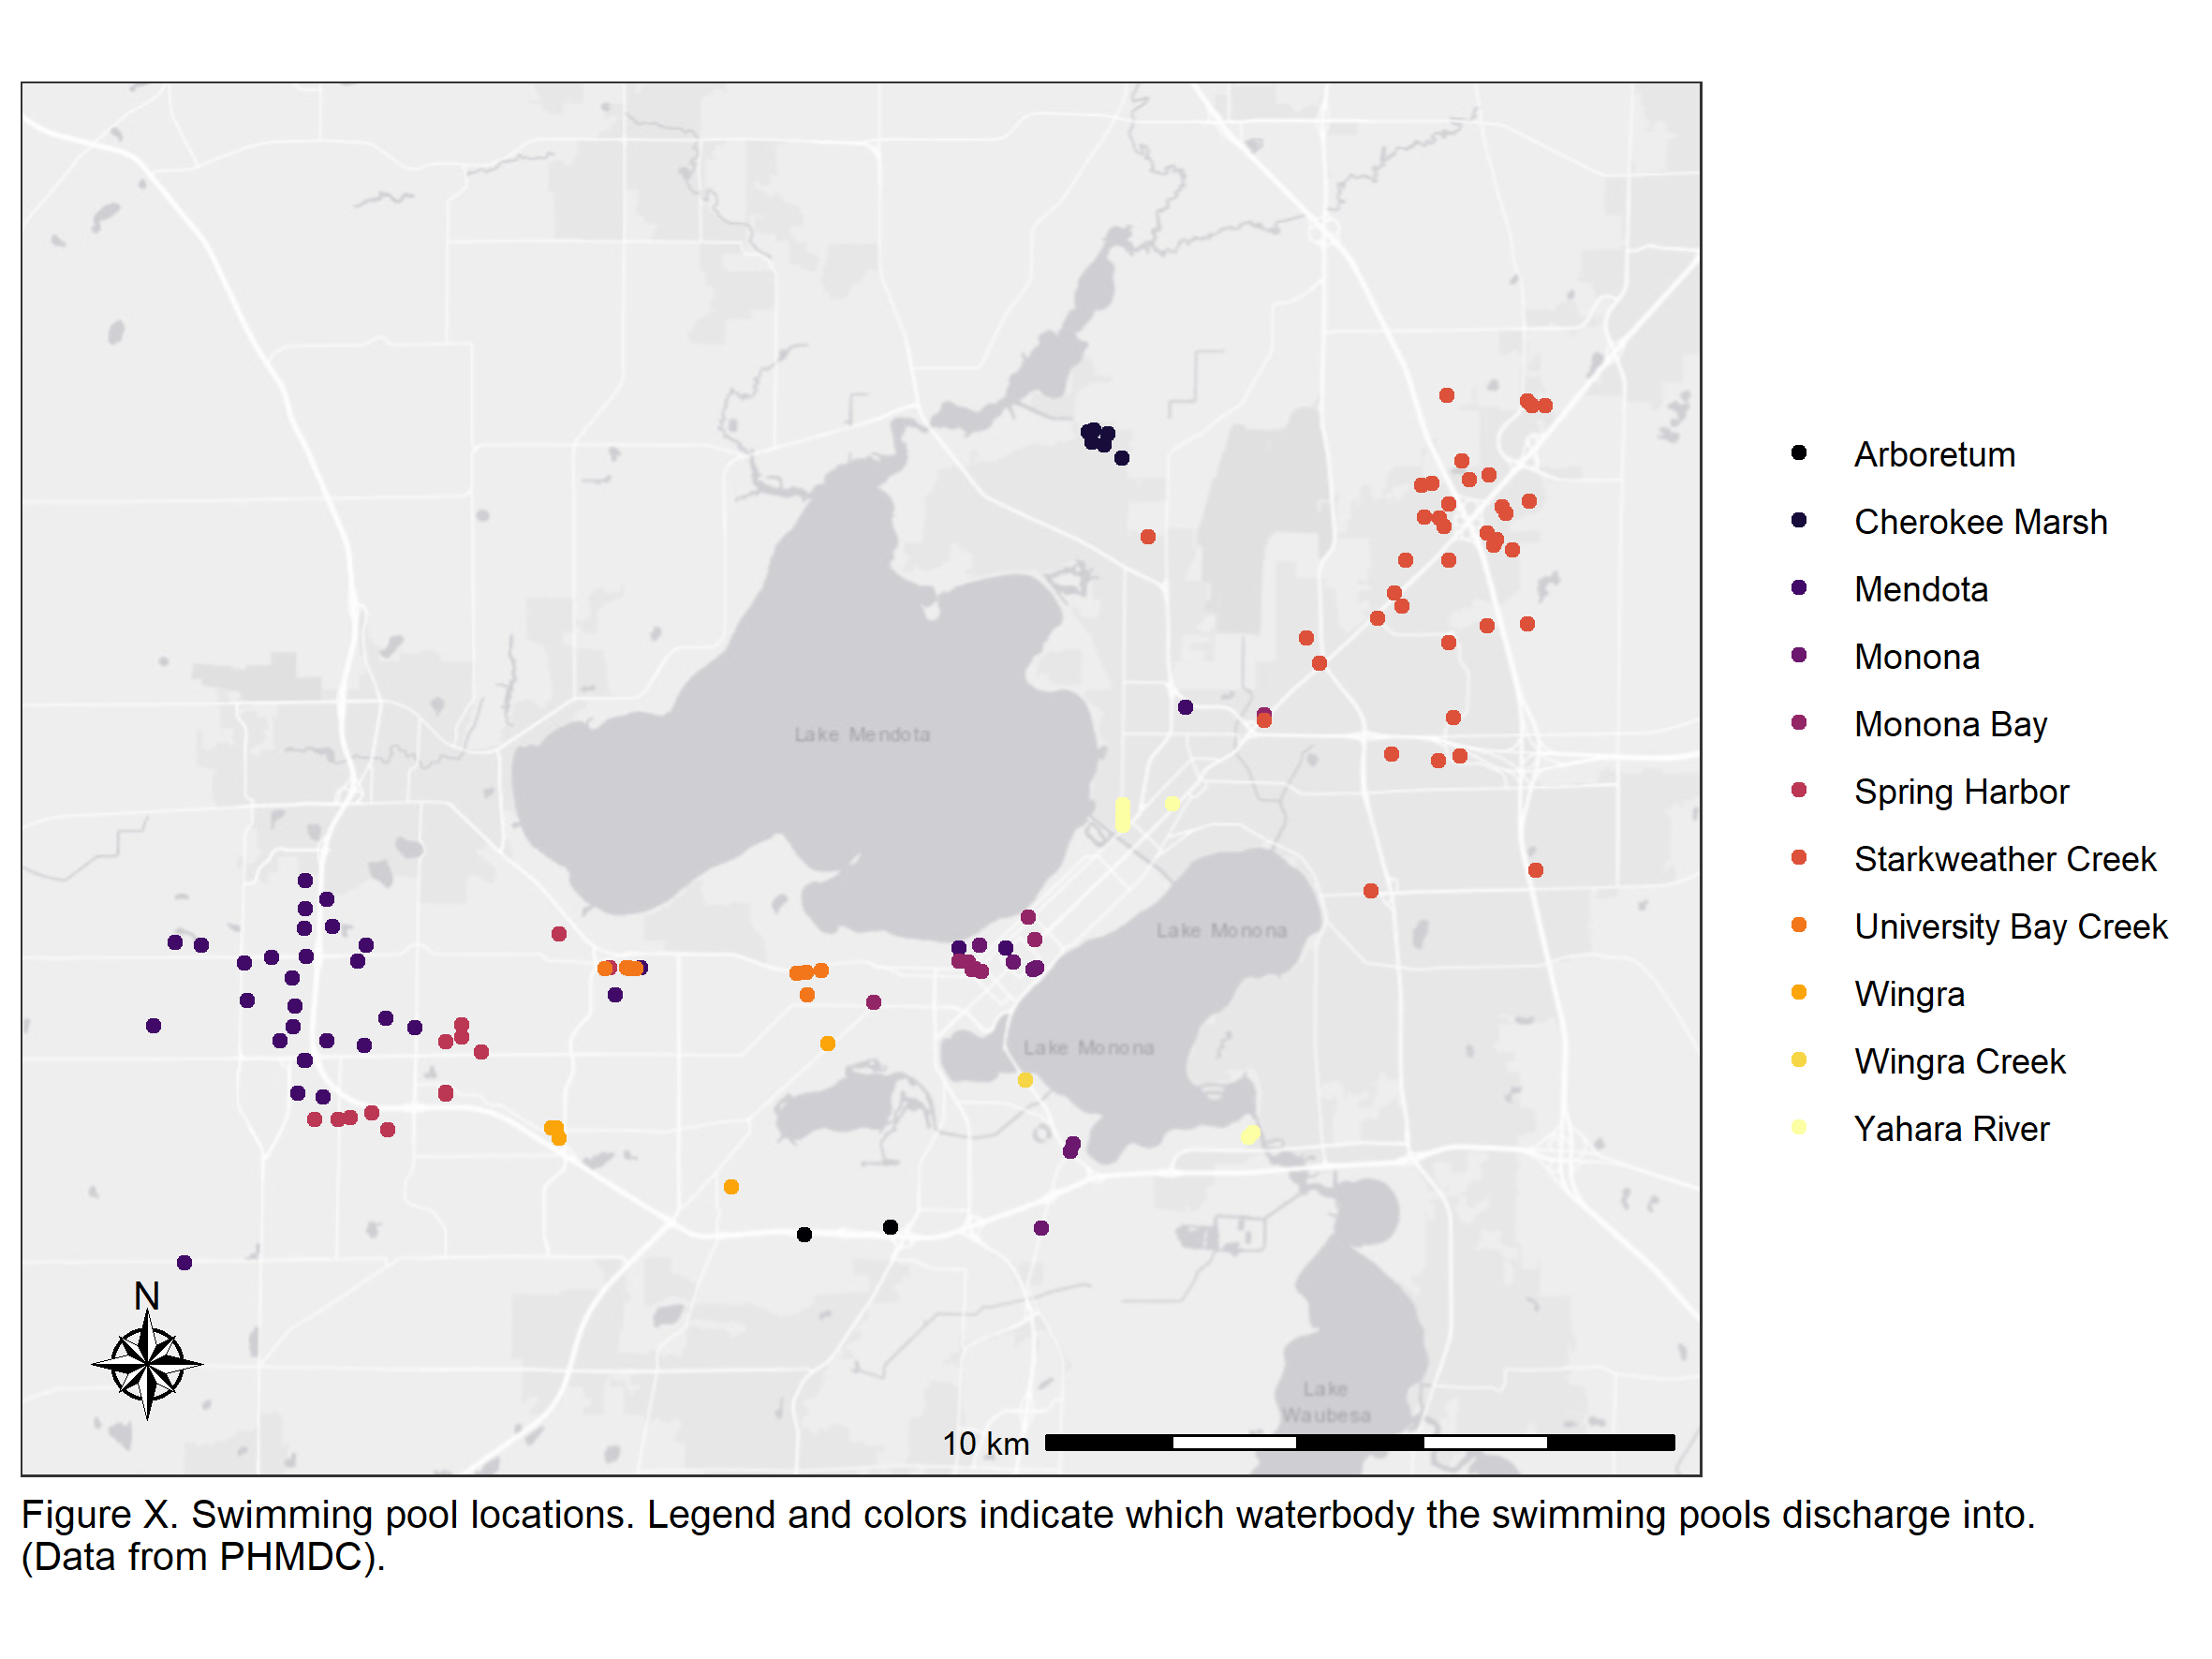 Lake Mendota
Lake Monona
Lake Monona
Lake
Waubesa
N
10 km
Arboretum
Cherokee Marsh
Mendota
Monona
Monona Bay
Spring Harbor
Starkweather Creek
University Bay Creek
Wingra
Wingra Creek
Yahara River
Figure X. Swimming pool locations. Legend and colors indicate which waterbody the swimming pools discharge into.
(Data from PHMDC).